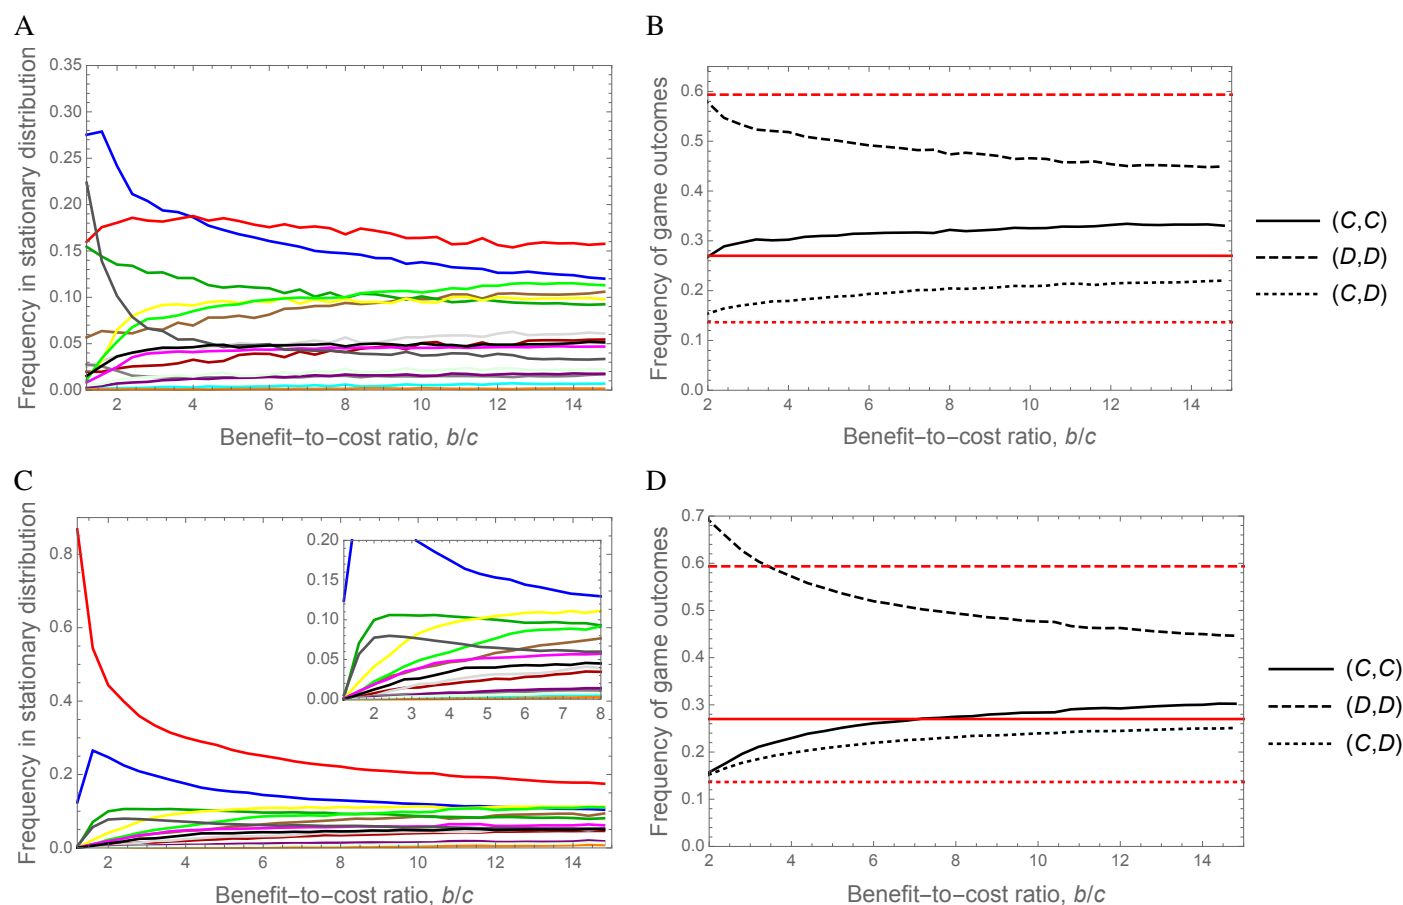 A
Frequency in stationary distribution
0.35
0.30
0.25
0.20
0.15
0.10
0.05
0.00
2 4 6 8 10 12 14
Benefit–to–cost ratio, b/c
B
Frequency of game outcomes
0.6
0.5
0.4
0.3
0.2
0.1
0.0
2 4 6 8 10 12 14
Benefit–to–cost ratio, b/c
(C,C)
(D,D)
(C,D)
C
Frequency in stationary distribution
0.8
0.6
0.4
0.2
0.0
2 4 6 8 10 12 14
Benefit–to–cost ratio, b/c
0.20
0.15
0.10
0.05
0.00
2 3 4 5 6 7 8
D
Frequency of game outcomes
0.7
0.6
0.5
0.4
0.3
0.2
0.1
0.0
2 4 6 8 10 12 14
Benefit–to–cost ratio, b/c
(C,C)
(D,D)
(C,D)